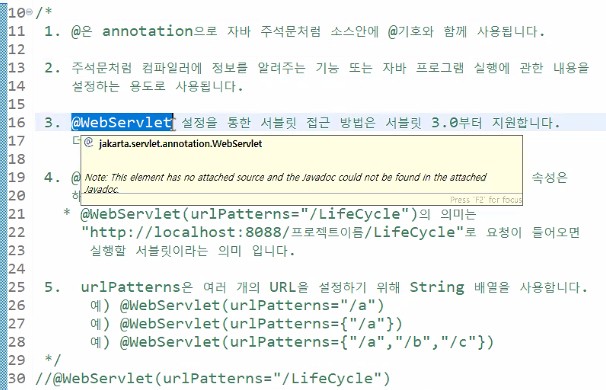 10 /*
11 1. @은 annotation으로 자바 주석문처럼 소스안에 @기호와 함께 사용됩니다.
12
13 2. 주석문처럼 컴파일러에 정보를 알려주는 기능 또는 자바 프로그램 실행에 관한 내용을
14 설정하는 용도로 사용됩니다.
15
16 3. @WebServlet 설정을 통한 서블릿 접근 방법은 서블릿 3.0부터 지원합니다.
17
jakarta.servlet.annotation.WebServlet
18
19 4. @ 속성은
Note: This element has no attached source and the Javadoc could not be found in the attached
Javadoc.
20
Press 'F2' for focus
21 * @WebServlet(urlPatterns="/LifeCycle")의 의미는
22 "http://localhost:8088/프로젝트이름/LifeCycle"로 요청이 들어오면
23 실행할 서블릿이라는 의미 입니다.
24
25 5. urlPatterns은 여러 개의 URL을 설정하기 위해 String 배열을 사용합니다.
26 예) @WebServlet(urlPatterns="/a")
27 예) @WebServlet(urlPatterns={"/a"})
28 예) @WebServlet(urlPatterns={"/a","/b","/c"})
29 */
30 //@WebServlet(urlPatterns="/LifeCycle")